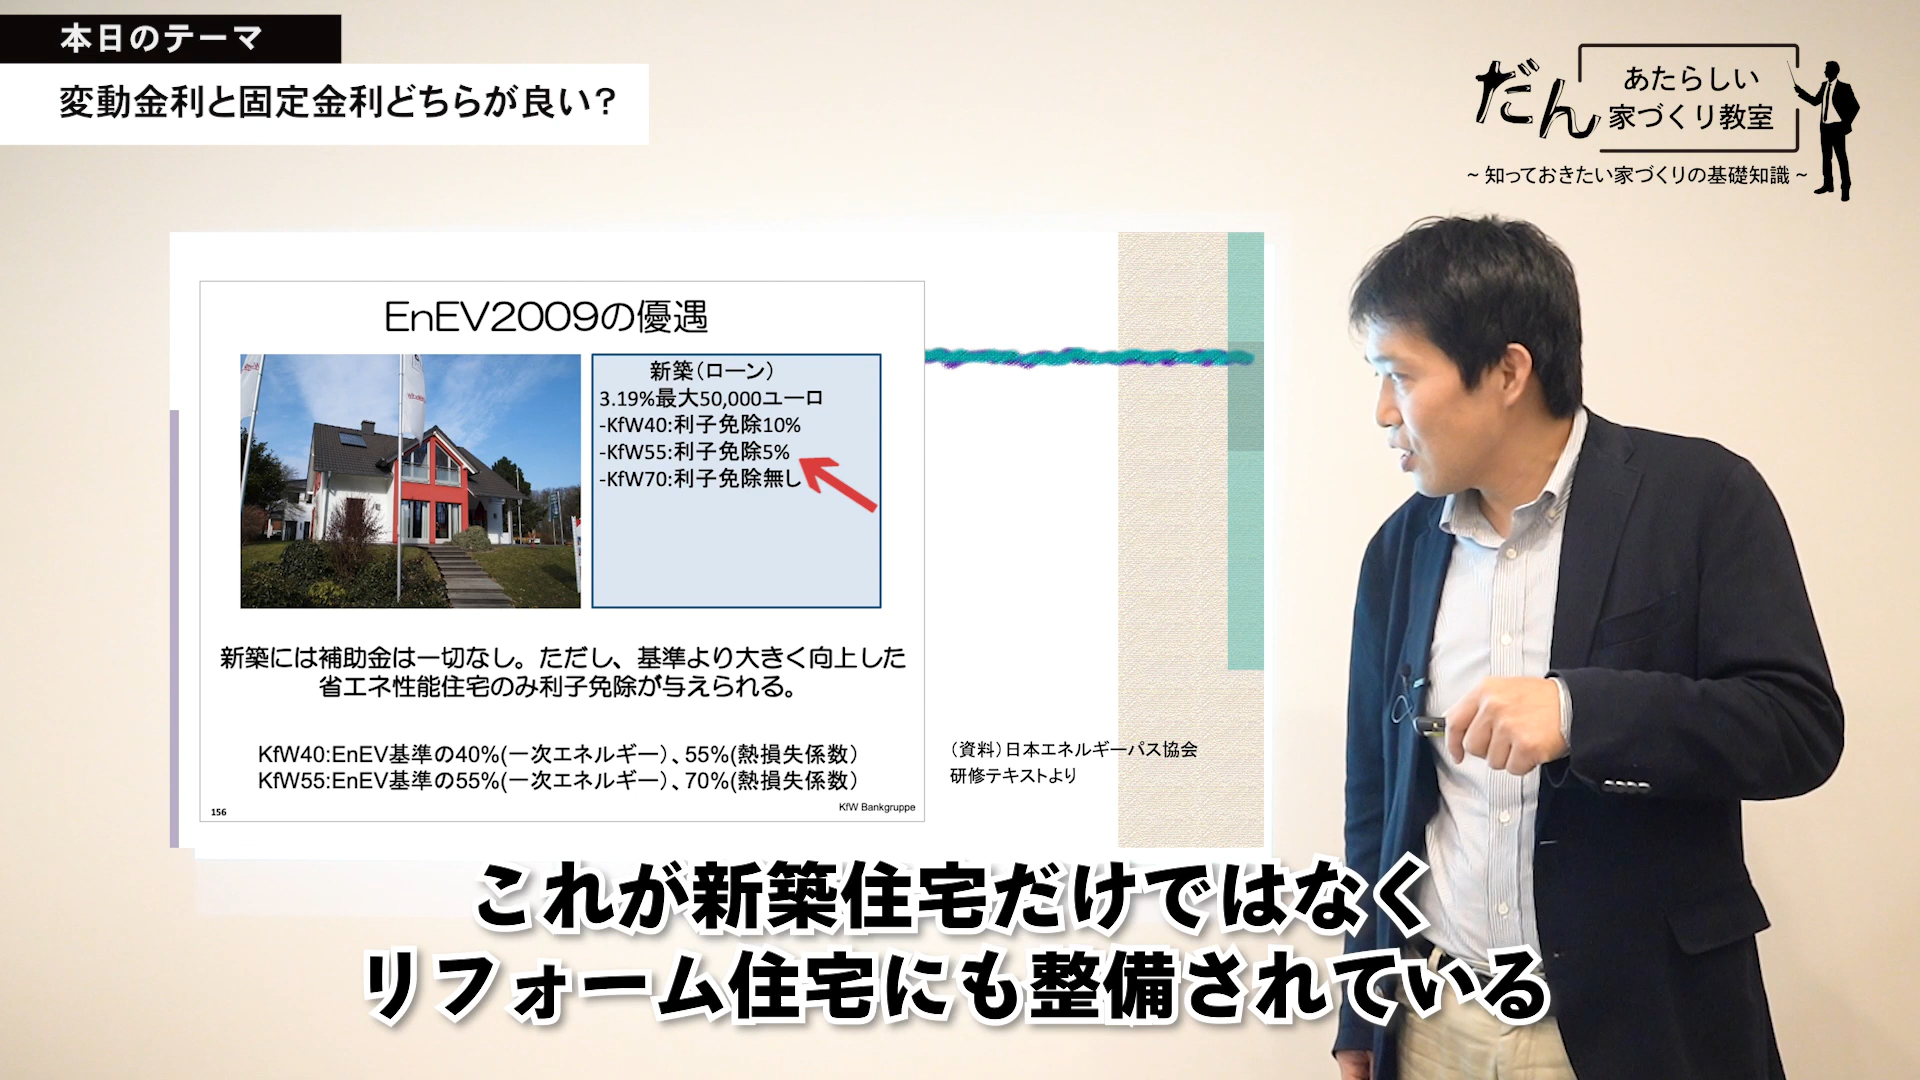 本日のテーマ
変動金利と固定金利どちらが良い?
だん
あたらしい
家づくり教室
~知っておきたい家づくりの基礎知識~
EnEV2009の優遇
新築(ローン)
3.19%最大50,000ユーロ
-KfW40:利子免除10%
-KfW55:利子免除5%
-KfW70:利子免除無し
新築には補助金は一切なし。ただし、基準より大きく向上した
省エネ性能住宅のみ利子免除が与えられる。
KfW40:EnEV基準の40%(一次エネルギー)、55%(熱損失係数)
KfW55:EnEV基準の55%(一次エネルギー)、70%(熱損失係数)
156
KfW Bankgruppe
(資料)日本エネルギーパス協会
研修テキストより
これが新築住宅だけではなく
リフォーム住宅にも整備されている